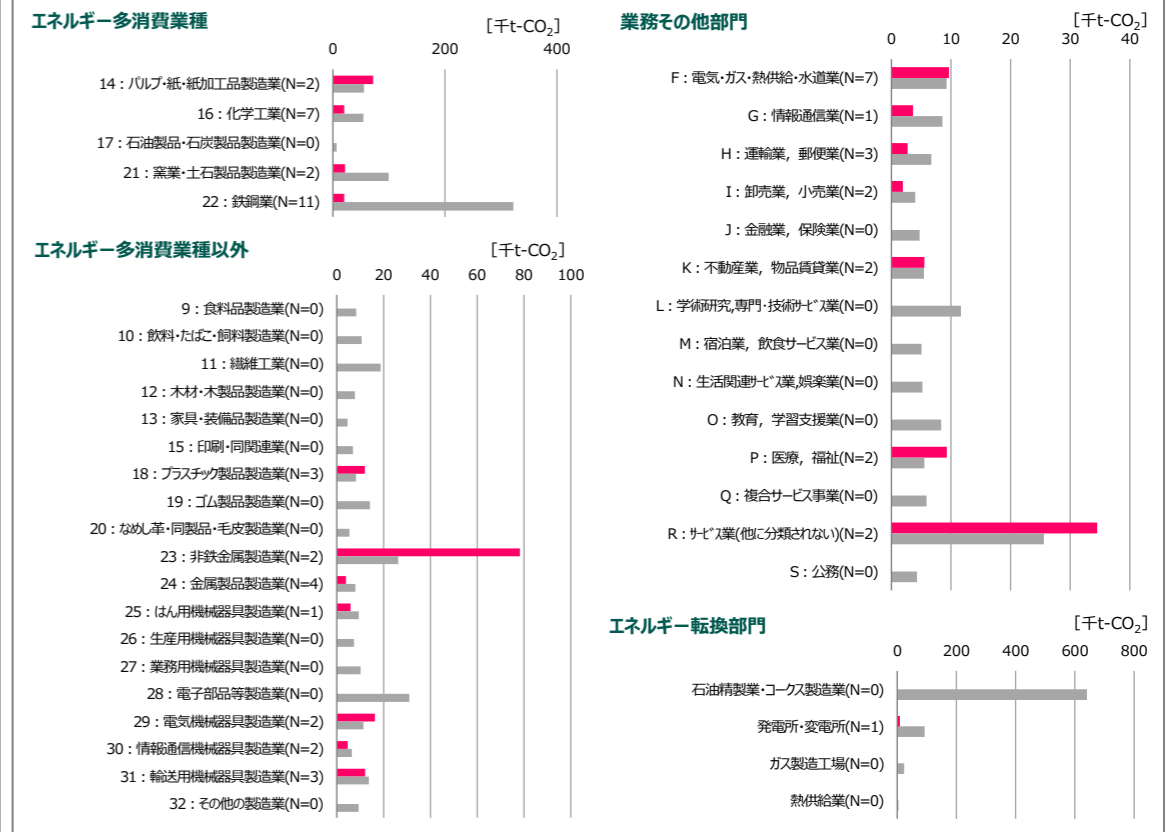 エネルギー多消費業種
[千t-CO2]
0 200 400
14：パルプ・紙・紙加工品製造業(N=2)
16：化学工業(N=7)
17：石油製品・石炭製品製造業(N=0)
21：窯業・土石製品製造業(N=2)
22：鉄鋼業(N=11)
エネルギー多消費業種以外
[千t-CO2]
0 20 40 60 80 100
9：食料品製造業(N=0)
10：飲料・たばこ・飼料製造業(N=0)
11：繊維工業(N=0)
12：木材・木製品製造業(N=0)
13：家具・装備品製造業(N=0)
15：印刷・同関連業(N=0)
18：プラスチック製品製造業(N=3)
19：ゴム製品製造業(N=0)
20：なめし革・同製品・毛皮製造業(N=0)
23：非鉄金属製造業(N=2)
24：金属製品製造業(N=4)
25：はん用機械器具製造業(N=1)
26：生産用機械器具製造業(N=0)
27：業務用機械器具製造業(N=0)
28：電子部品等製造業(N=0)
29：電気機械器具製造業(N=2)
30：情報通信機械器具製造業(N=2)
31：輸送用機械器具製造業(N=3)
32：その他の製造業(N=0)
業務その他部門
[千t-CO2]
0 10 20 30 40
F：電気・ガス・熱供給・水道業(N=7)
G：情報通信業(N=1)
H：運輸業，郵便業(N=3)
I：卸売業，小売業(N=2)
J：金融業，保険業(N=0)
K：不動産業，物品賃貸業(N=2)
L：学術研究,専門・技術サービス業(N=0)
M：宿泊業，飲食サービス業(N=0)
N：生活関連サービス業,娯楽業(N=0)
O：教育，学習支援業(N=0)
P：医療，福祉(N=2)
Q：複合サービス事業(N=0)
R：サービス業(他に分類されない)(N=2)
S：公務(N=0)
エネルギー転換部門
[千t-CO2]
0 200 400 600 800
石油精製業・コークス製造業(N=0)
発電所・変電所(N=1)
ガス製造工場(N=0)
熱供給業(N=0)